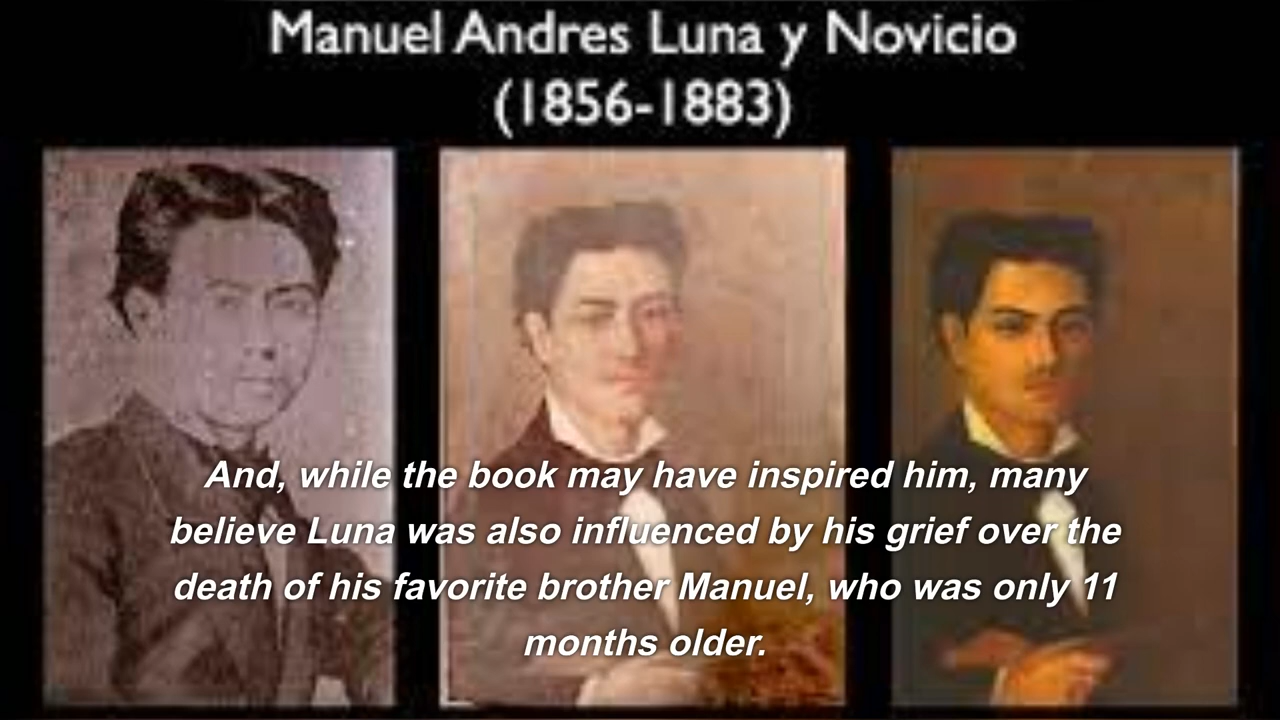 Manuel Andres Luna y Novicio
(1856-1883)
And, while the book may have inspired him, many
believe Luna was also influenced by his grief over the
death of his favorite brother Manuel, who was only 11
months older.